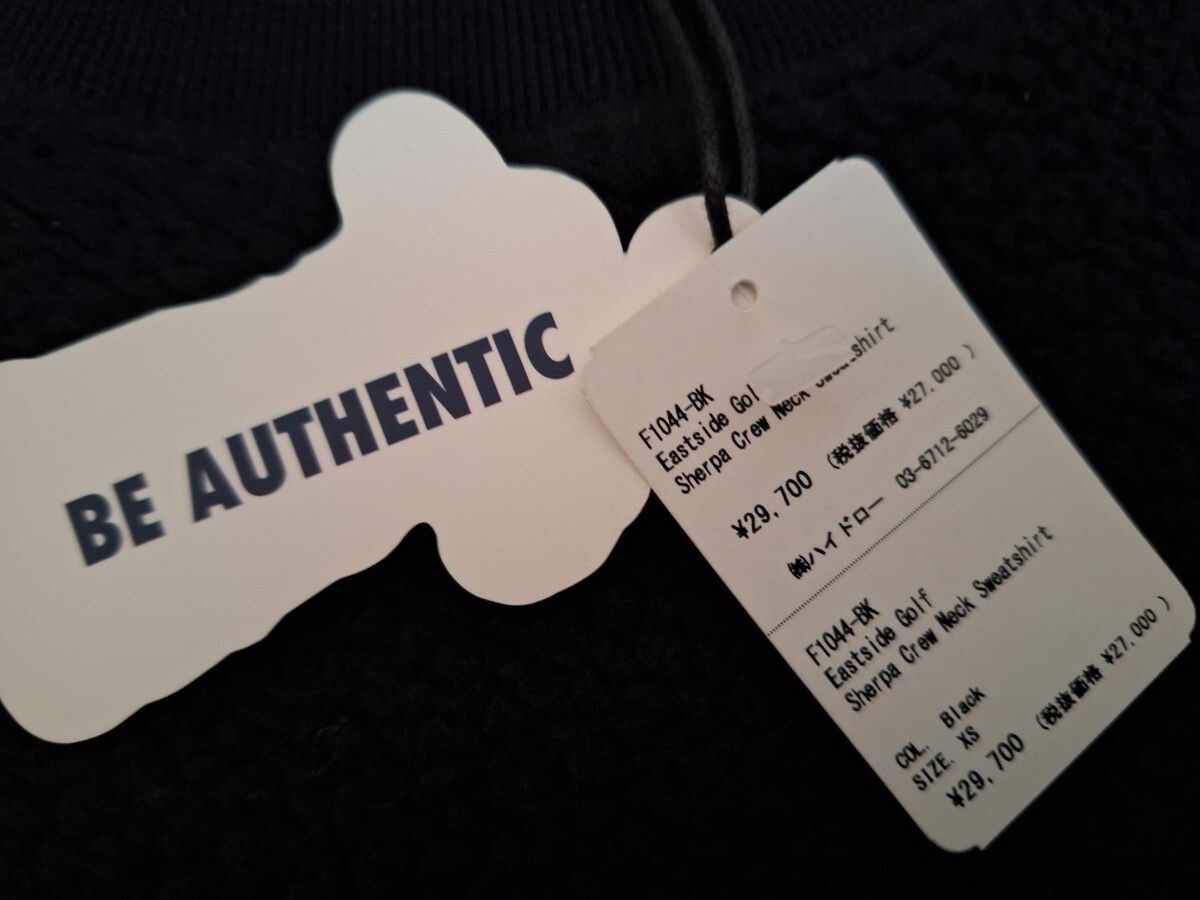 BE AUTHENTIC
F1044-BK
Eastside Gol
Sherpa Crew Neck Sweatshirt
¥29,700 (税抜価格 ¥27,000 )
㈱ハイドロー 03-6712-6029
F1044-BK
Eastside Golf
Sherpa Crew Neck Sweatshirt
COL. Black
SIZE. XS
¥29,700 (税抜価格 ¥27,000 )